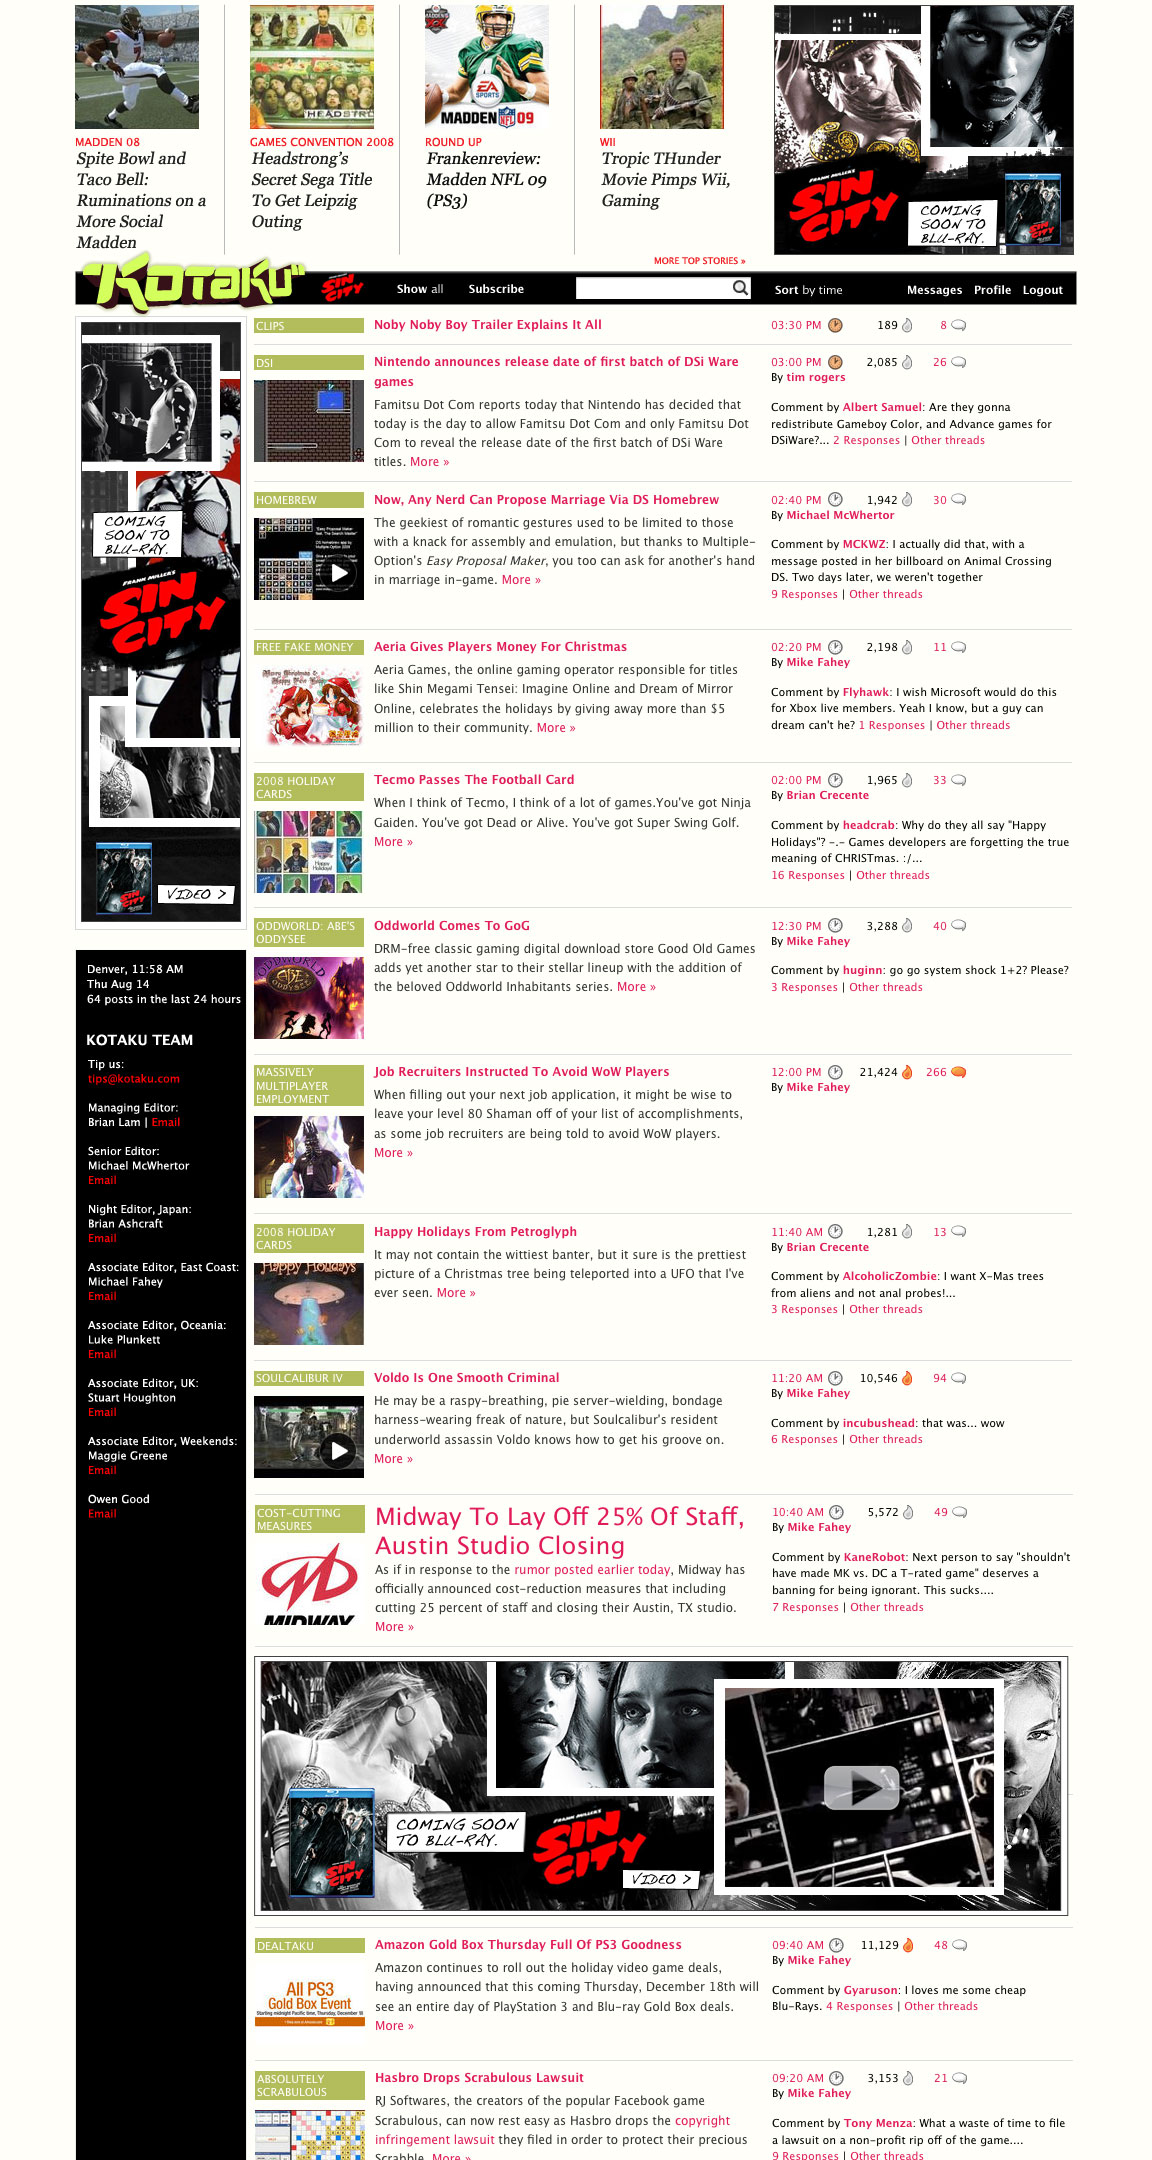 MADDEN 08
Spite Bowl and
Taco Bell:
Ruminations on a
More Social
Madden
HEADSTR
GAMES CONVENTION 2008
Headstrong's
Secret Sega Title
To Get Leipzig
Outing
EA
SPORTS
MADDEN NFL 09
ROUND UP
Frankenreview:
Madden NFL 09
(PS3)
WII
Tropic THunder
Movie Pimps Wii,
Gaming
FRANK MILLER'S
SIN
CITY
COMING
SOON TO
BLU-RAY.
MORE TOP STORIES »
KOTAKU
SIN
CITY
Show all
Subscribe
Sort by time
Messages Profile Logout
COMING
SOON TO
BLU-RAY.
FRANK MILLER'S
SIN
CITY
SIN
CITY
VIDEO >
Denver, 11:58 AM
Thu Aug 14
64 posts in the last 24 hours
KOTAKU TEAM
Tip us:
tips@kotaku.com
Managing Editor:
Brian Lam | Email
Senior Editor:
Michael McWhertor
Email
Night Editor, Japan:
Brian Ashcraft
Email
Associate Editor, East Coast:
Michael Fahey
Email
Associate Editor, Oceania:
Luke Plunkett
Email
Associate Editor, UK:
Stuart Houghton
Email
Associate Editor, Weekends:
Maggie Greene
Email
Owen Good
Email
CLIPS
Noby Noby Boy Trailer Explains It All
03:30 PM 189 8
DSI
Nintendo announces release date of first batch of DSi Ware
games
Famitsu Dot Com reports today that Nintendo has decided that
today is the day to allow Famitsu Dot Com and only Famitsu Dot
Com to reveal the release date of the first batch of DSi Ware
titles. More »
03:00 PM 2,085 26
By tim rogers
Comment by Albert Samuel: Are they gonna
redistribute Gameboy Color, and Advance games for
DSiWare?... 2 Responses | Other threads
HOMEBREW
Now, Any Nerd Can Propose Marriage Via DS Homebrew
The geekiest of romantic gestures used to be limited to those
with a knack for assembly and emulation, but thanks to Multiple-
Option's Easy Proposal Maker, you too can ask for another's hand
in marriage in-game. More »
02:40 PM 1,942 30
By Michael McWhertor
Comment by MCKWZ: I actually did that, with a
message posted in her billboard on Animal Crossing
DS. Two days later, we weren't together
9 Responses | Other threads
FREE FAKE MONEY
Aeria Gives Players Money For Christmas
Aeria Games, the online gaming operator responsible for titles
like Shin Megami Tensei: Imagine Online and Dream of Mirror
Online, celebrates the holidays by giving away more than $5
million to their community. More »
02:20 PM 2,198 11
By Mike Fahey
Comment by Flyhawk: I wish Microsoft would do this
for Xbox live members. Yeah I know, but a guy can
dream can't he? 1 Responses | Other threads
2008 HOLIDAY
CARDS
Happy
Holidays!
Tecmo Passes The Football Card
When I think of Tecmo, I think of a lot of games.You've got Ninja
Gaiden. You've got Dead or Alive. You've got Super Swing Golf.
More »
02:00 PM 1,965 33
By Brian Crecente
Comment by headcrab: Why do they all say "Happy
Holidays"? -.- Games developers are forgetting the true
meaning of CHRISTmas. :/...
16 Responses | Other threads
ODDWORLD: ABE'S
ODDYSEE
ODDWORLD
ABE'S
ODDYSEE
Oddworld Comes To GoG
DRM-free classic gaming digital download store Good Old Games
adds yet another star to their stellar lineup with the addition of
the beloved Oddworld Inhabitants series. More »
12:30 PM 3,288 40
By Mike Fahey
Comment by huginn: go go system shock 1+2? Please?
3 Responses | Other threads
MASSIVELY
MULTIPLAYER
EMPLOYMENT
Job Recruiters Instructed To Avoid WoW Players
When filling out your next job application, it might be wise to
leave your level 80 Shaman off of your list of accomplishments,
as some job recruiters are being told to avoid WoW players.
More »
12:00 PM 21,424 266
By Mike Fahey
2008 HOLIDAY
CARDS
Happy Holidays
Happy Holidays From Petroglyph
It may not contain the wittiest banter, but it sure is the prettiest
picture of a Christmas tree being teleported into a UFO that I've
ever seen. More »
11:40 AM 1,281 13
By Brian Crecente
Comment by AlcoholicZombie: I want X-Mas trees
from aliens and not anal probes!...
3 Responses | Other threads
SOULCALIBUR IV
Voldo Is One Smooth Criminal
He may be a raspy-breathing, pie server-wielding, bondage
harness-wearing freak of nature, but Soulcalibur's resident
underworld assassin Voldo knows how to get his groove on.
More »
11:20 AM 10,546 94
By Mike Fahey
Comment by incubushead: that was... wow
6 Responses | Other threads
COST-CUTTING
MEASURES
MIDWAY
Midway To Lay Off 25% Of Staff,
Austin Studio Closing
As if in response to the rumor posted earlier today, Midway has
officially announced cost-reduction measures that including
cutting 25 percent of staff and closing their Austin, TX studio.
More »
10:40 AM 5,572 49
By Mike Fahey
Comment by KaneRobot: Next person to say "shouldn't
have made MK vs. DC a T-rated game" deserves a
banning for being ignorant. This sucks....
7 Responses | Other threads
SIN
CITY
COMING SOON
TO BLU-RAY.
FRANK MILLER'S
SIN
CITY
VIDEO >
DEALTAKU
All PS3
Gold Box Event
Starting midnight Pacific time, Thursday, December 18
Amazon Gold Box Thursday Full Of PS3 Goodness
Amazon continues to roll out the holiday video game deals,
having announced that this coming Thursday, December 18th will
see an entire day of PlayStation 3 and Blu-ray Gold Box deals.
More »
09:40 AM 11,129 48
By Mike Fahey
Comment by Gyaruson: I loves me some cheap
Blu-Rays. 4 Responses | Other threads
ABSOLUTELY
SCRABULOUS
Hasbro Drops Scrabulous Lawsuit
RJ Softwares, the creators of the popular Facebook game
Scrabulous, can now rest easy as Hasbro drops the copyright
infringement lawsuit they filed in order to protect their precious
Scrabble. More »
09:20 AM 3,153 21
By Mike Fahey
Comment by Tony Menza: What a waste of time to file
a lawsuit on a non-profit rip off of the game....
9 Responses | Other threads